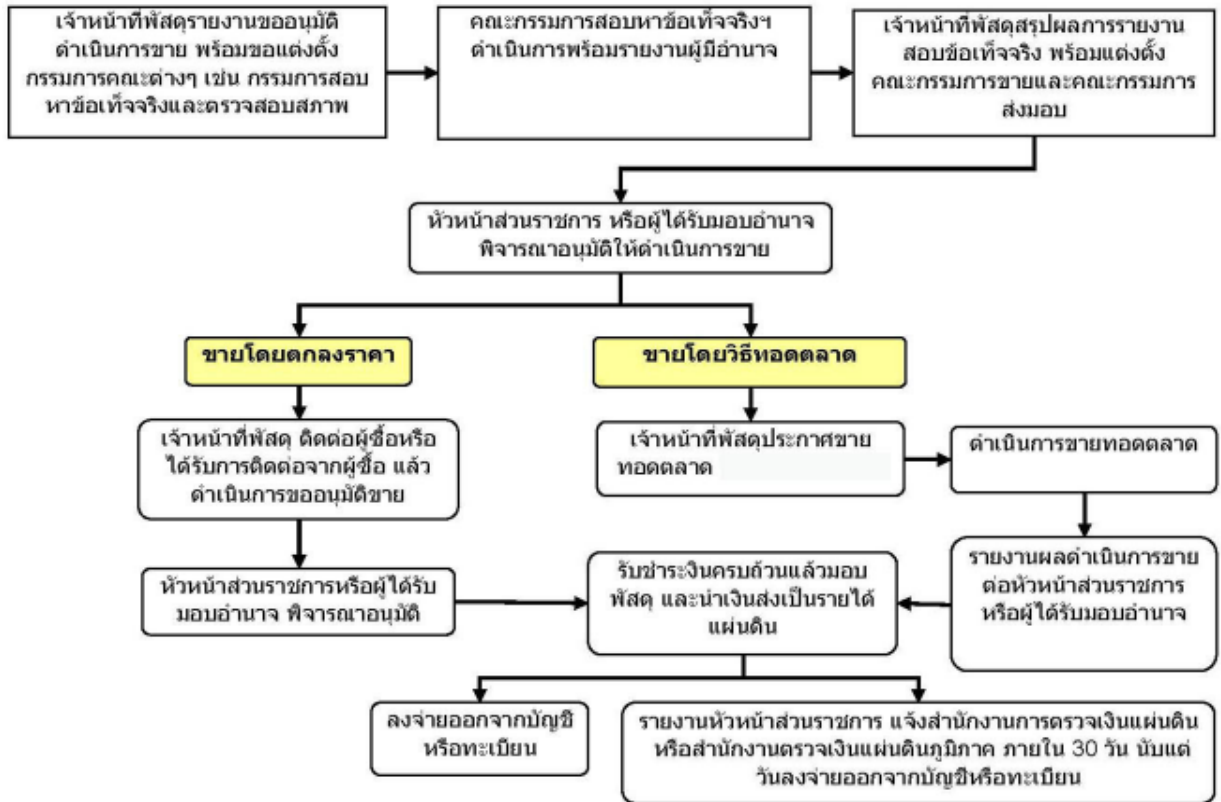 เจ้าหน้าที่พัสดุรายงานขออนุมัติ
ดำเนินการขาย พร้อมขอแต่งตั้ง
กรรมการคณะต่างๆ เช่น กรรมการสอบ
หาข้อเท็จจริงและตรวจสอบสภาพ
คณะกรรมการสอบหาข้อเท็จจริงฯ
ดำเนินการพร้อมรายงานผู้มีอำนาจ
เจ้าหน้าที่พัสดุสรุปผลการรายงาน
สอบข้อเท็จจริง พร้อมแต่งตั้ง
คณะกรรมการขายและคณะกรรมการ
ส่งมอบ
หัวหน้าส่วนราชการ หรือผู้ได้รับมอบอำนาจ
พิจารณาอนุมัติให้ดำเนินการขาย
ขายโดยตกลงราคา
ขายโดยวิธีทอดตลาด
เจ้าหน้าที่พัสดุ ติดต่อผู้ซื้อหรือ
ได้รับการติดต่อจากผู้ซื้อ แล้ว
ดำเนินการขออนุมัติขาย
เจ้าหน้าที่พัสดุประกาศขาย
ทอดตลาด
ดำเนินการขายทอดตลาด
หัวหน้าส่วนราชการหรือผู้ได้รับ
มอบอำนาจ พิจารณาอนุมัติ
รับชำระเงินครบถ้วนแล้วมอบ
พัสดุ และนำเงินส่งเป็นรายได้
แผ่นดิน
รายงานผลดำเนินการขาย
ต่อหัวหน้าส่วนราชการ
หรือผู้ได้รับมอบอำนาจ
ลงจ่ายออกจากบัญชี
หรือทะเบียน
รายงานหัวหน้าส่วนราชการ แจ้งสำนักงานการตรวจเงินแผ่นดิน
หรือสำนักงานตรวจเงินแผ่นดินภูมิภาค ภายใน 30 วัน นับแต่
วันลงจ่ายออกจากบัญชีหรือทะเบียน